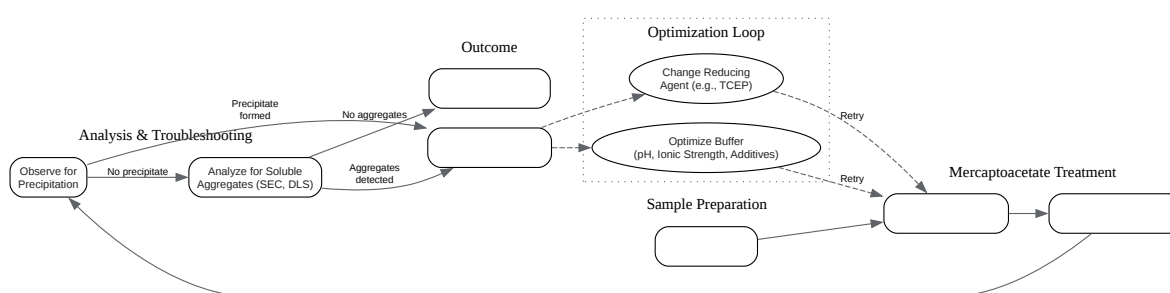 Optimization Loop
Outcome
Change Reducing
Agent (e.g., TCEP)
Precipitate
formed
No aggregates
Retry
Analysis & Troubleshooting
Optimize Buffer
(pH, Ionic Strength, Additives)
Observe for
Precipitation
No precipitate
Analyze for Soluble
Aggregates (SEC, DLS)
Aggregates
detected
Retry
Mercaptoacetate Treatment
Sample Preparation